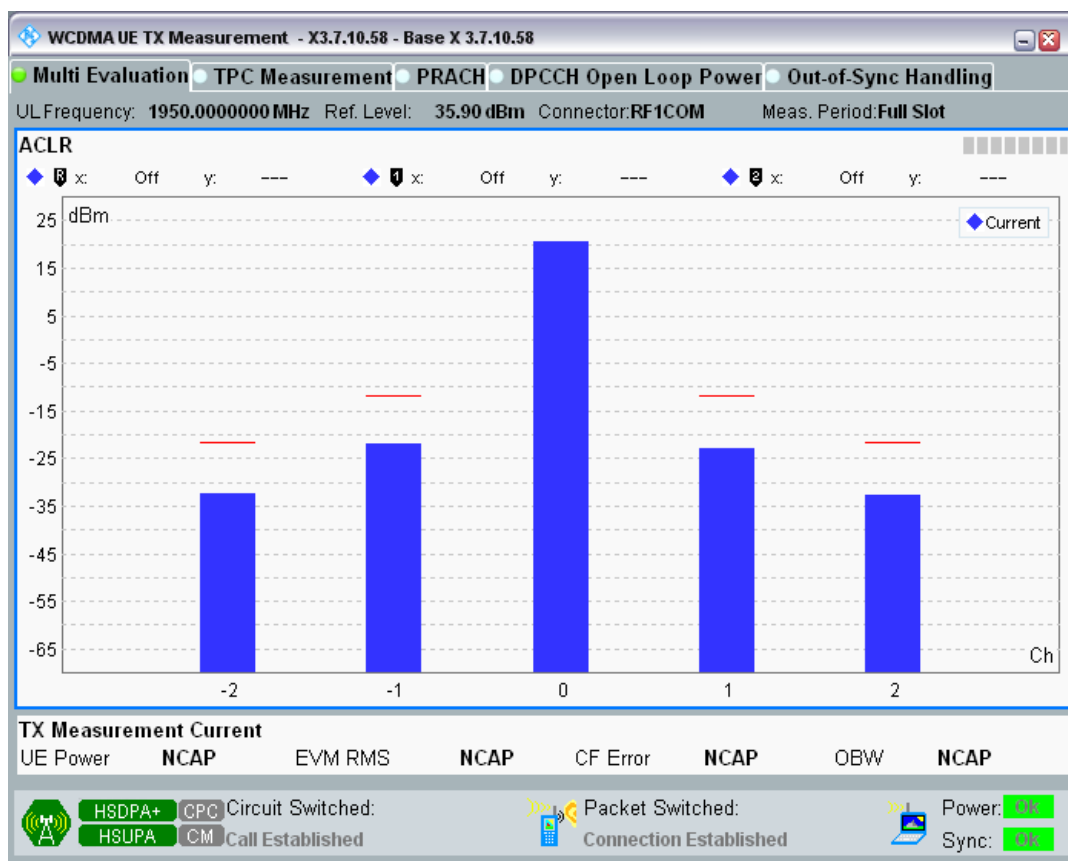 WCDMA UE TX Measurement - X3.7.10.58 - Base X 3.7.10.58
Multi Evaluation TPC Measurement PRACH DPCCH Open Loop Power Out-of-Sync Handling
UL Frequency: 1950.0000000 MHz Ref. Level: 35.90 dBm Connector:RF1COM Meas. Period:Full Slot
ACLR
R x: Off y: --- 1 x: Off y: --- 2 x: Off y: ---
dBm
Current
25
15
5
-5
-15
-25
-35
-45
-55
-65
Ch
-2 -1 0 1 2
TX Measurement Current
UE Power NCAP EVM RMS NCAP CF Error NCAP OBW NCAP
HSDPA+ CPC Circuit Switched: Packet Switched: Power: Ok
HSUPA CM Call Established Connection Established Sync: Ok